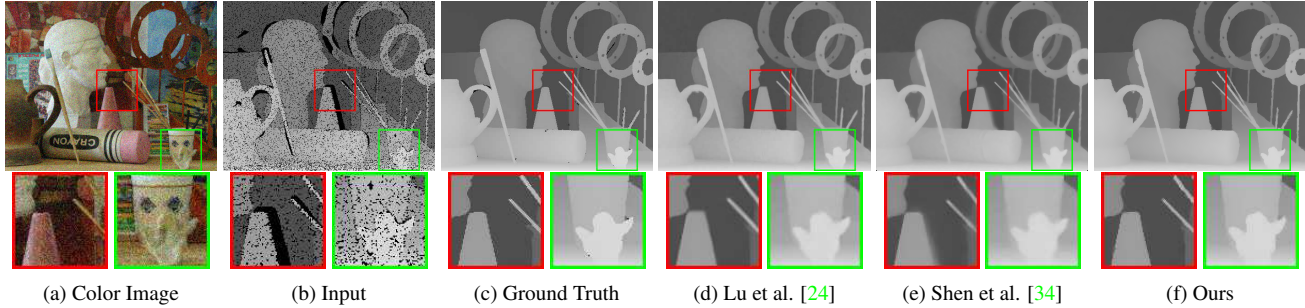 CRAYON
(a) Color Image
(b) Input
(c) Ground Truth
(d) Lu et al. [24]
(e) Shen et al. [34]
(f) Ours